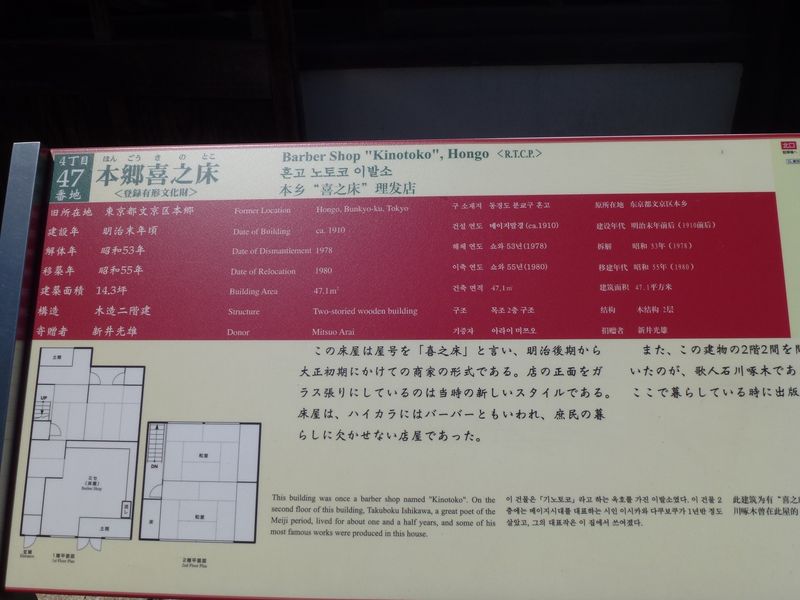 4丁目
47
番地
ほん ごう き の とこ
本郷喜之床
<登録有形文化財>
Barber Shop "Kinotoko", Hongo <R.T.C.P.>
혼고 노토코 이발소
本乡“喜之床”理发店
北口
旧所在地 東京都文京区本郷 Former Location Hongo, Bunkyo-ku, Tokyo 구 소재지 동경도 분교구 혼고 原所在地 东京都文京区本乡
建設年 明治末年頃 Date of Building ca. 1910 건설 연도 메이지말경 (ca.1910) 建设年代 明治末年前后(1910前后)
解体年 昭和53年 Date of Dismantlement 1978 해체 연도 쇼와 53년(1978) 拆解 昭和 53年(1978)
移築年 昭和55年 Date of Relocation 1980 이축 연도 쇼와 55년(1980) 移建年代 昭和 55年(1980)
建築面積 14.3坪 Building Area 47.1㎡ 건축 면적 47.1㎡ 建筑面积 47.1平方米
構造 木造二階建 Structure Two-storied wooden building 구조 목조 2층 구조 结构 木结构 2层
寄贈者 新井光雄 Donor Mitsuo Arai 기증자 아라이 미쯔오 捐赠者 新井光雄
この床屋は屋号を「喜之床」と言い、明治後期から
大正初期にかけての商家の形式である。店の正面をガ
ラス張りにしているのは当時の新しいスタイルである。
床屋は、ハイカラにはバーバーともいわれ、庶民の暮
らしに欠かせない店屋であった。
また、この建物の2階2間を間
いたのが、歌人石川啄木であ
ここで暮らしている時に出版
土間
UP
ミセ
(床屋)
Barber Shop
流し
土間
玄関
Entrance
1階平面図
1st Floor Plan
DN
和室
和室
床
2階平面図
2nd Floor Plan
This building was once a barber shop named "Kinotoko". On the
second floor of this building, Takuboku Ishikawa, a great poet of the
Meiji period, lived for about one and a half years, and some of his
most famous works were produced in this house.
이 건물은 「기노토코」라고 하는 옥호를 가진 이발소였다. 이 건물 2
층에는 메이지시대를 대표하는 시인 이시카와 다쿠보쿠가 1년반 정도
살았고, 그의 대표작은 이 집에서 쓰여졌다.
此建筑为有“喜之
川啄木曾在此屋的